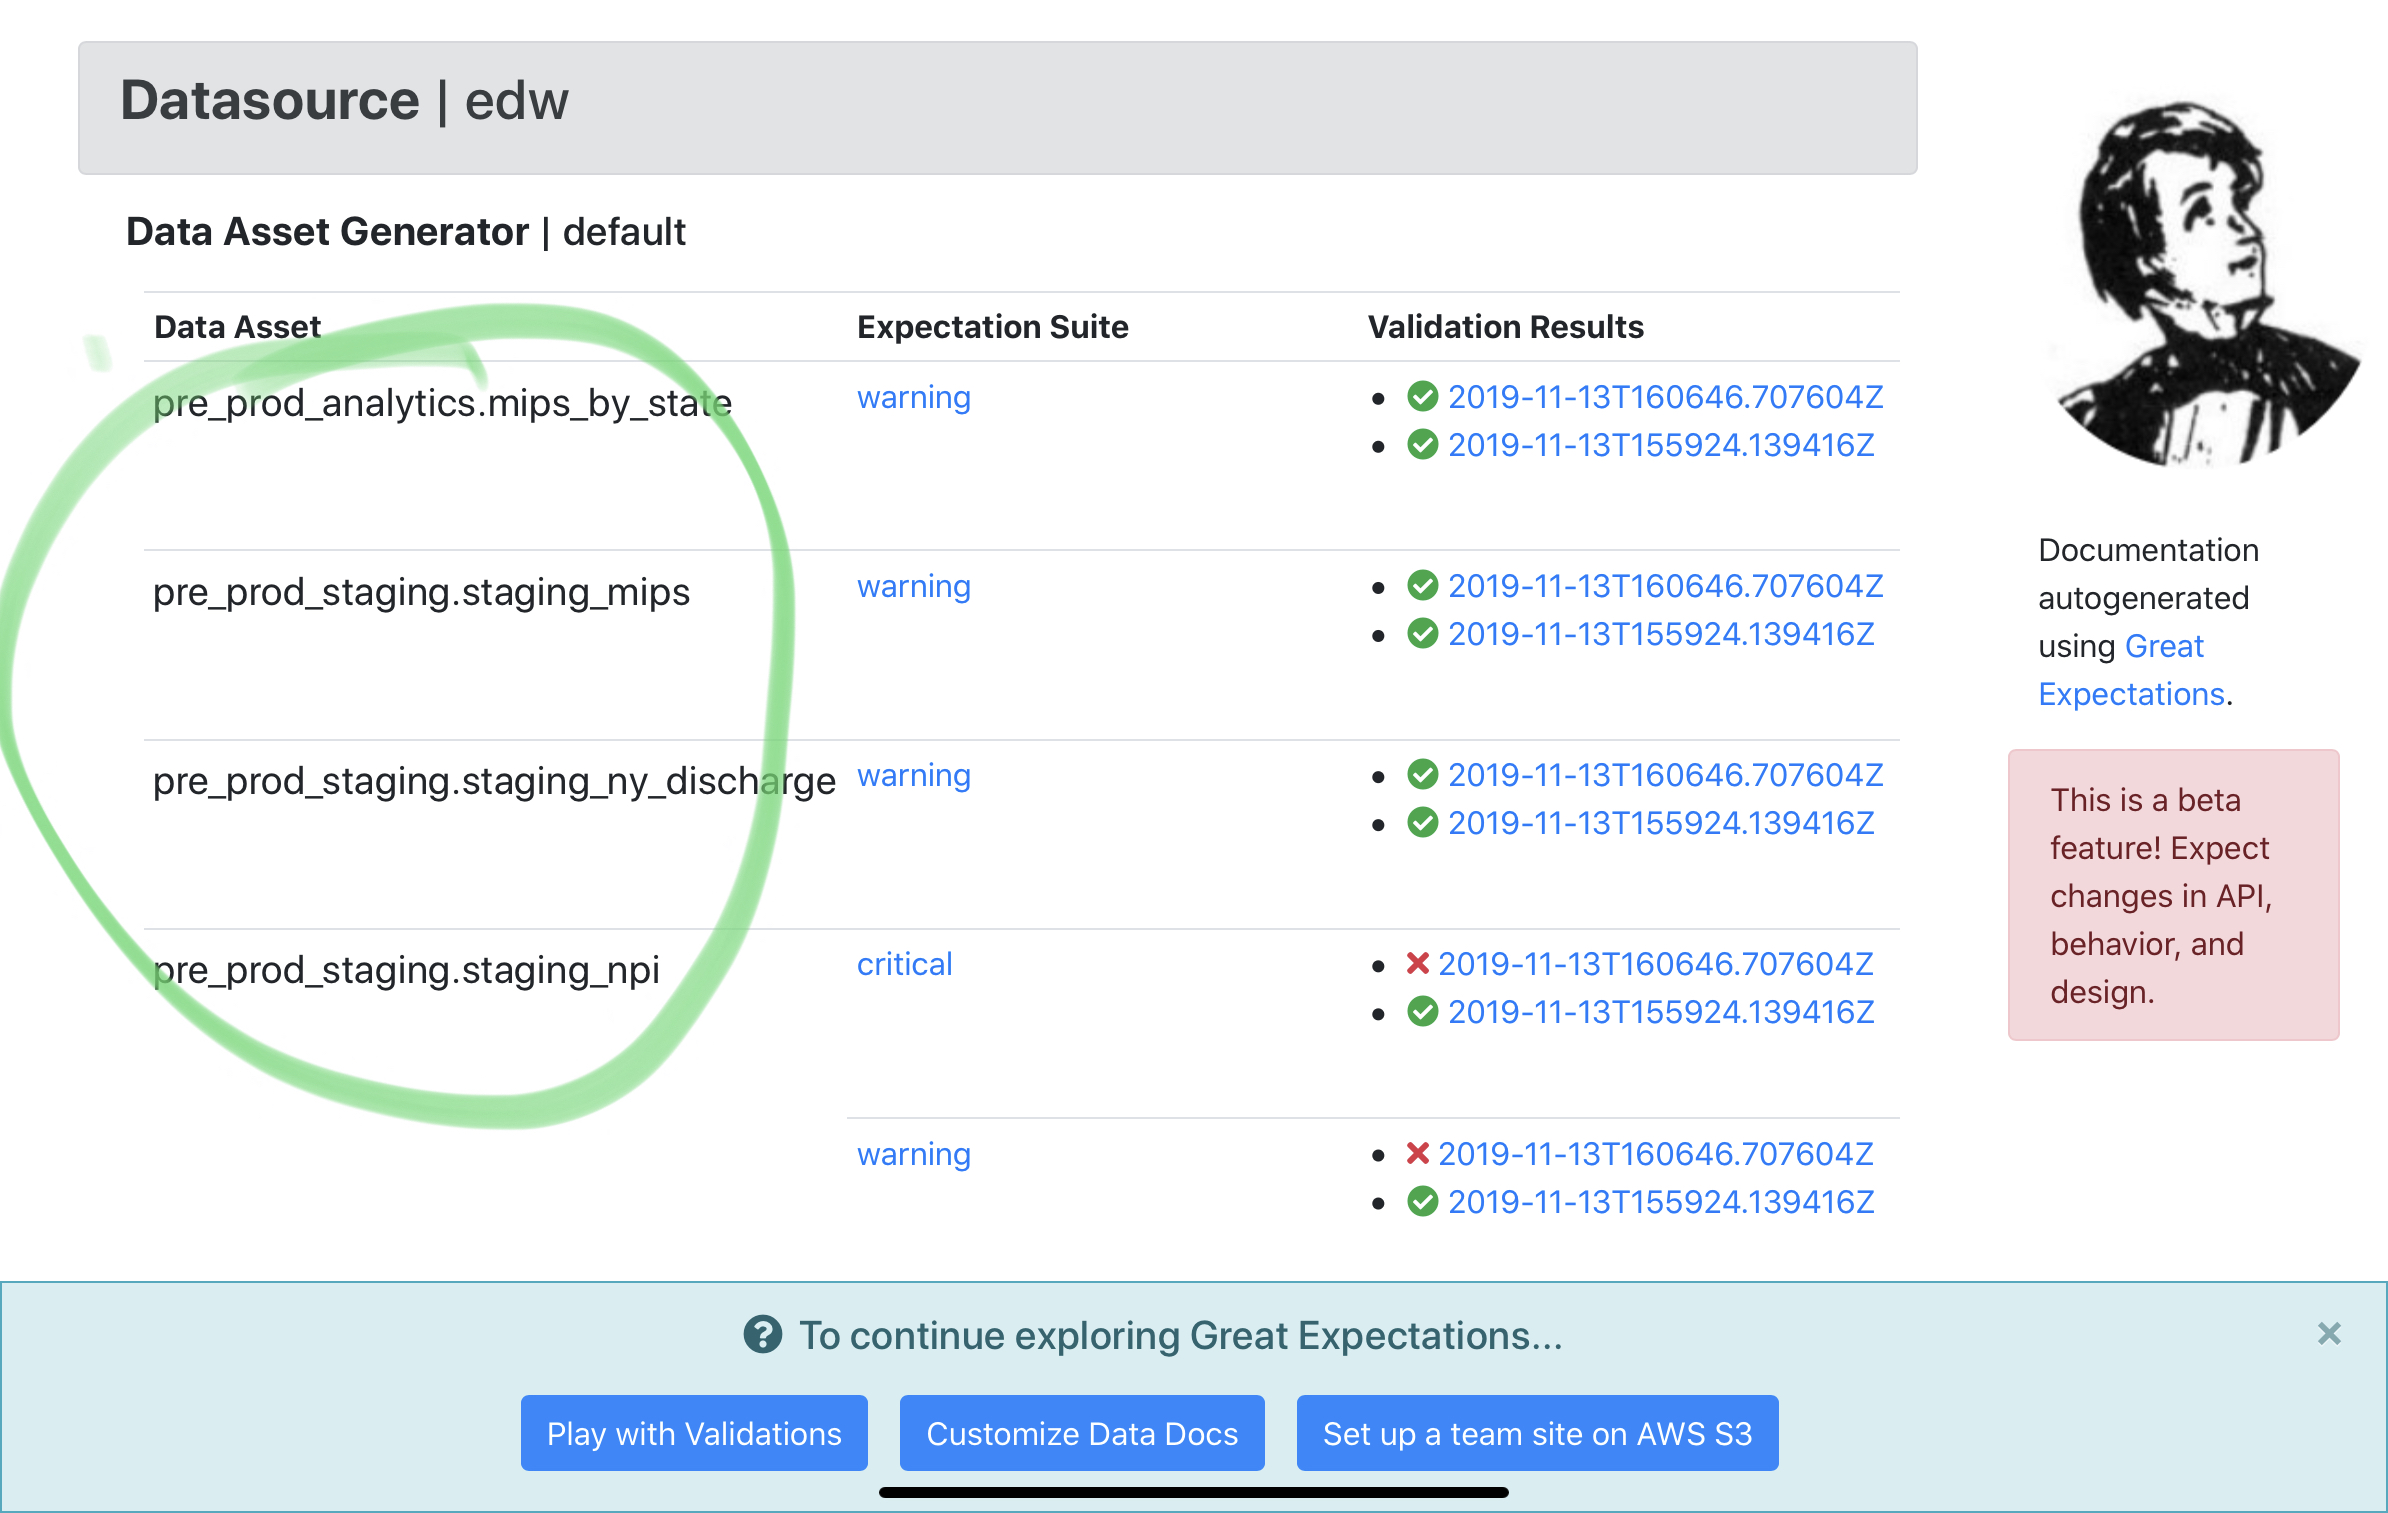 Datasource | edw
Data Asset Generator | default
Data Asset Expectation Suite Validation Results
pre_prod_analytics.mips_by_state warning 2019-11-13T160646.707604Z
2019-11-13T155924.139416Z
pre_prod_staging.staging_mips warning 2019-11-13T160646.707604Z
2019-11-13T155924.139416Z
pre_prod_staging.staging_ny_discharge warning 2019-11-13T160646.707604Z
2019-11-13T155924.139416Z
pre_prod_staging.staging_npi critical 2019-11-13T160646.707604Z
2019-11-13T155924.139416Z
warning 2019-11-13T160646.707604Z
2019-11-13T155924.139416Z
Documentation
autogenerated
using Great
Expectations.
This is a beta
feature! Expect
changes in API,
behavior, and
design.
To continue exploring Great Expectations...
Play with Validations Customize Data Docs Set up a team site on AWS S3